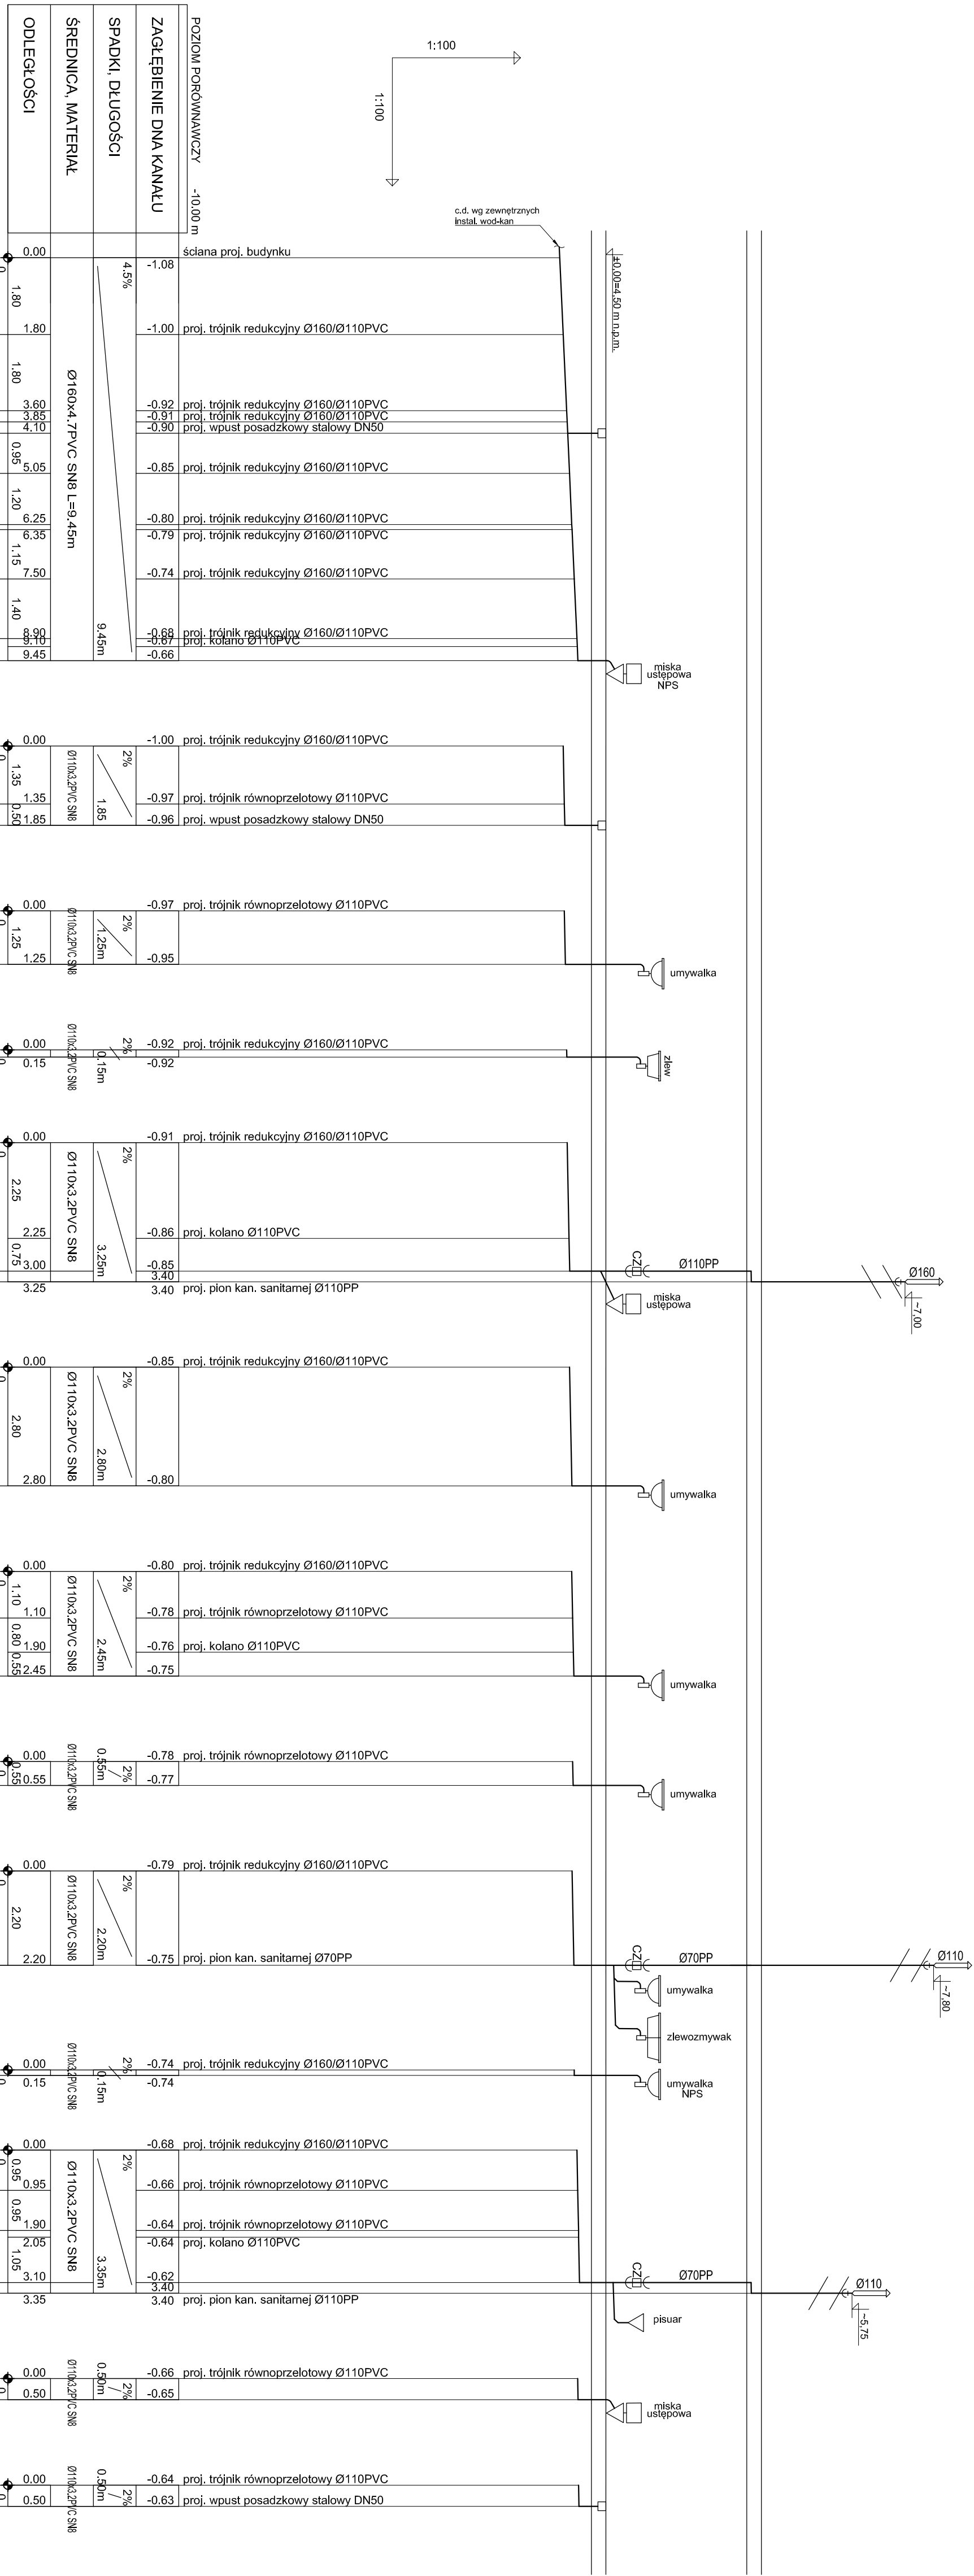 1:100
1:100
POZIOM PORÓWNAWCZY -10.00 m
ZAGŁĘBIENIE DNA KANAŁU
SPADKI, DŁUGOŚCI
ŚREDNICA, MATERIAŁ
ODLEGŁOŚCI
c.d. wg zewnętrznych
instal. wod-kan
±0,00=4,50 m n.p.m.
0.00 -1.08 ściana proj. budynku
4.5%
1.80
1.80 -1.00 proj. trójnik redukcyjny Ø160/Ø110PVC
1.80
Ø160x4.7PVC SN8 L=9.45m
3.60 -0.92 proj. trójnik redukcyjny Ø160/Ø110PVC
3.85 -0.91 proj. trójnik redukcyjny Ø160/Ø110PVC
4.10 -0.90 proj. wpust posadzkowy stalowy DN50
0.95
5.05 -0.85 proj. trójnik redukcyjny Ø160/Ø110PVC
1.20
6.25 -0.80 proj. trójnik redukcyjny Ø160/Ø110PVC
6.35 -0.79 proj. trójnik redukcyjny Ø160/Ø110PVC
1.15
7.50 -0.74 proj. trójnik redukcyjny Ø160/Ø110PVC
1.40
8.90 -0.68 proj. trójnik redukcyjny Ø160/Ø110PVC
9.10 -0.67 proj. kolano Ø110PVC
9.45m
9.45 -0.66
miska
ustępowa
NPS
0.00 -1.00 proj. trójnik redukcyjny Ø160/Ø110PVC
1.35 Ø110x3.2PVC SN8 2% 1.85
1.35 -0.97 proj. trójnik równoprzelotowy Ø110PVC
0.50
1.85 -0.96 proj. wpust posadzkowy stalowy DN50
0.00 -0.97 proj. trójnik równoprzelotowy Ø110PVC
1.25 Ø110x3.2PVC SN8 2% 1.25m
1.25 -0.95
umywalka
0.00 -0.92 proj. trójnik redukcyjny Ø160/Ø110PVC
Ø110x3.2PVC SN8 2% 0.15m
0.15 -0.92
zlew
0.00 -0.91 proj. trójnik redukcyjny Ø160/Ø110PVC
2.25 Ø110x3.2PVC SN8 2% 3.25m
2.25 -0.86 proj. kolano Ø110PVC
0.75
3.00 -0.85
3.40
3.25 3.40 proj. pion kan. sanitarnej Ø110PP
CZ
Ø110PP
Ø160
~7,00
miska
ustępowa
0.00 -0.85 proj. trójnik redukcyjny Ø160/Ø110PVC
2.80 Ø110x3.2PVC SN8 2% 2.80m
2.80 -0.80
umywalka
0.00 -0.80 proj. trójnik redukcyjny Ø160/Ø110PVC
1.10 Ø110x3.2PVC SN8 2% 2.45m
1.10 -0.78 proj. trójnik równoprzelotowy Ø110PVC
0.80
1.90 -0.76 proj. kolano Ø110PVC
0.55
2.45 -0.75
umywalka
0.00 -0.78 proj. trójnik równoprzelotowy Ø110PVC
0.55 Ø110x3.2PVC SN8 0.55m 2%
0.55 -0.77
umywalka
0.00 -0.79 proj. trójnik redukcyjny Ø160/Ø110PVC
2.20 Ø110x3.2PVC SN8 2% 2.20m
2.20 -0.75 proj. pion kan. sanitarnej Ø70PP
CZ
Ø70PP
Ø110
~7,80
umywalka
zlewozmywak
0.00 -0.74 proj. trójnik redukcyjny Ø160/Ø110PVC
Ø110x3.2PVC SN8 2% 0.15m
0.15 -0.74
umywalka
NPS
0.00 -0.68 proj. trójnik redukcyjny Ø160/Ø110PVC
0.95 Ø110x3.2PVC SN8 2% 3.35m
0.95 -0.66 proj. trójnik równoprzelotowy Ø110PVC
0.95
1.90 -0.64 proj. trójnik równoprzelotowy Ø110PVC
2.05 -0.64 proj. kolano Ø110PVC
1.05
3.10 -0.62
3.40
3.35 3.40 proj. pion kan. sanitarnej Ø110PP
CZ
Ø70PP
Ø110
~5,75
pisuar
0.00 -0.66 proj. trójnik równoprzelotowy Ø110PVC
Ø110x3.2PVC SN8 0.50m 2%
0.50 -0.65
miska
ustępowa
0.00 -0.64 proj. trójnik równoprzelotowy Ø110PVC
Ø110x3.2PVC SN8 0.50m 2%
0.50 -0.63 proj. wpust posadzkowy stalowy DN50